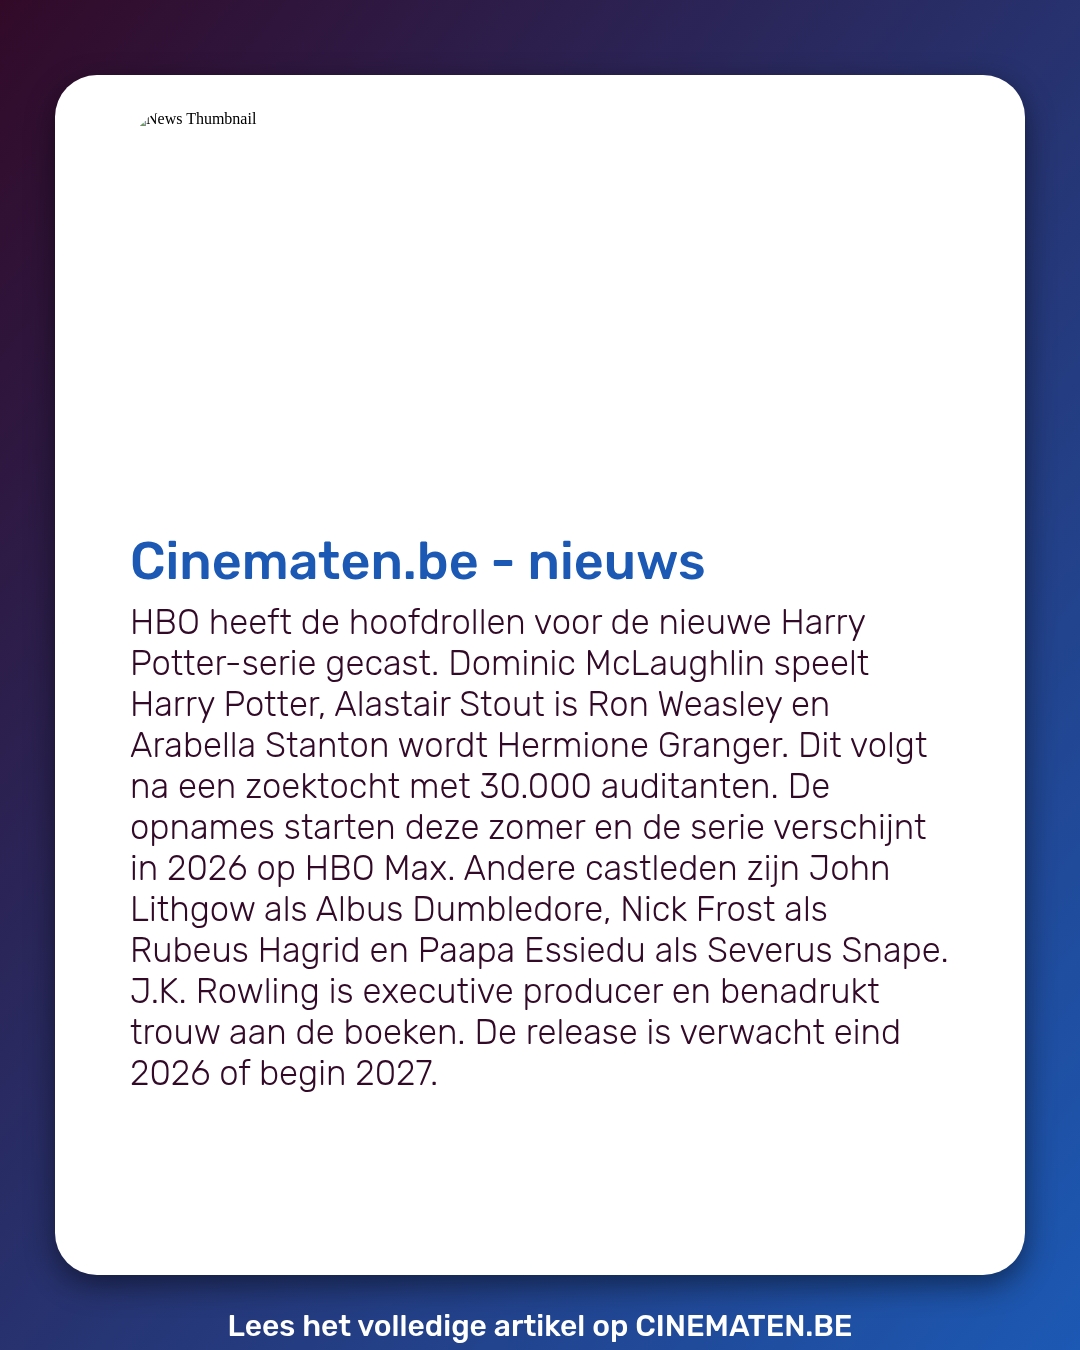 News Thumbnail
Cinematen.be - nieuws
HBO heeft de hoofdrollen voor de nieuwe Harry
Potter-serie gecast. Dominic McLaughlin speelt
Harry Potter, Alastair Stout is Ron Weasley en
Arabella Stanton wordt Hermione Granger. Dit volgt
na een zoektocht met 30.000 auditanten. De
opnames starten deze zomer en de serie verschijnt
in 2026 op HBO Max. Andere castleden zijn John
Lithgow als Albus Dumbledore, Nick Frost als
Rubeus Hagrid en Paapa Essiedu als Severus Snape.
J.K. Rowling is executive producer en benadrukt
trouw aan de boeken. De release is verwacht eind
2026 of begin 2027.
Lees het volledige artikel op CINEMATEN.BE